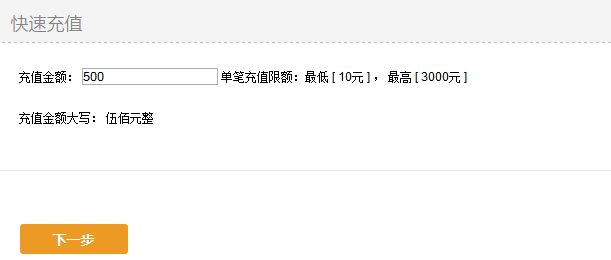 快速充值
充值金额： 500 单笔充值限额：最低 [ 10元 ] ， 最高 [ 3000元 ]
充值金额大写： 伍佰元整
下一步